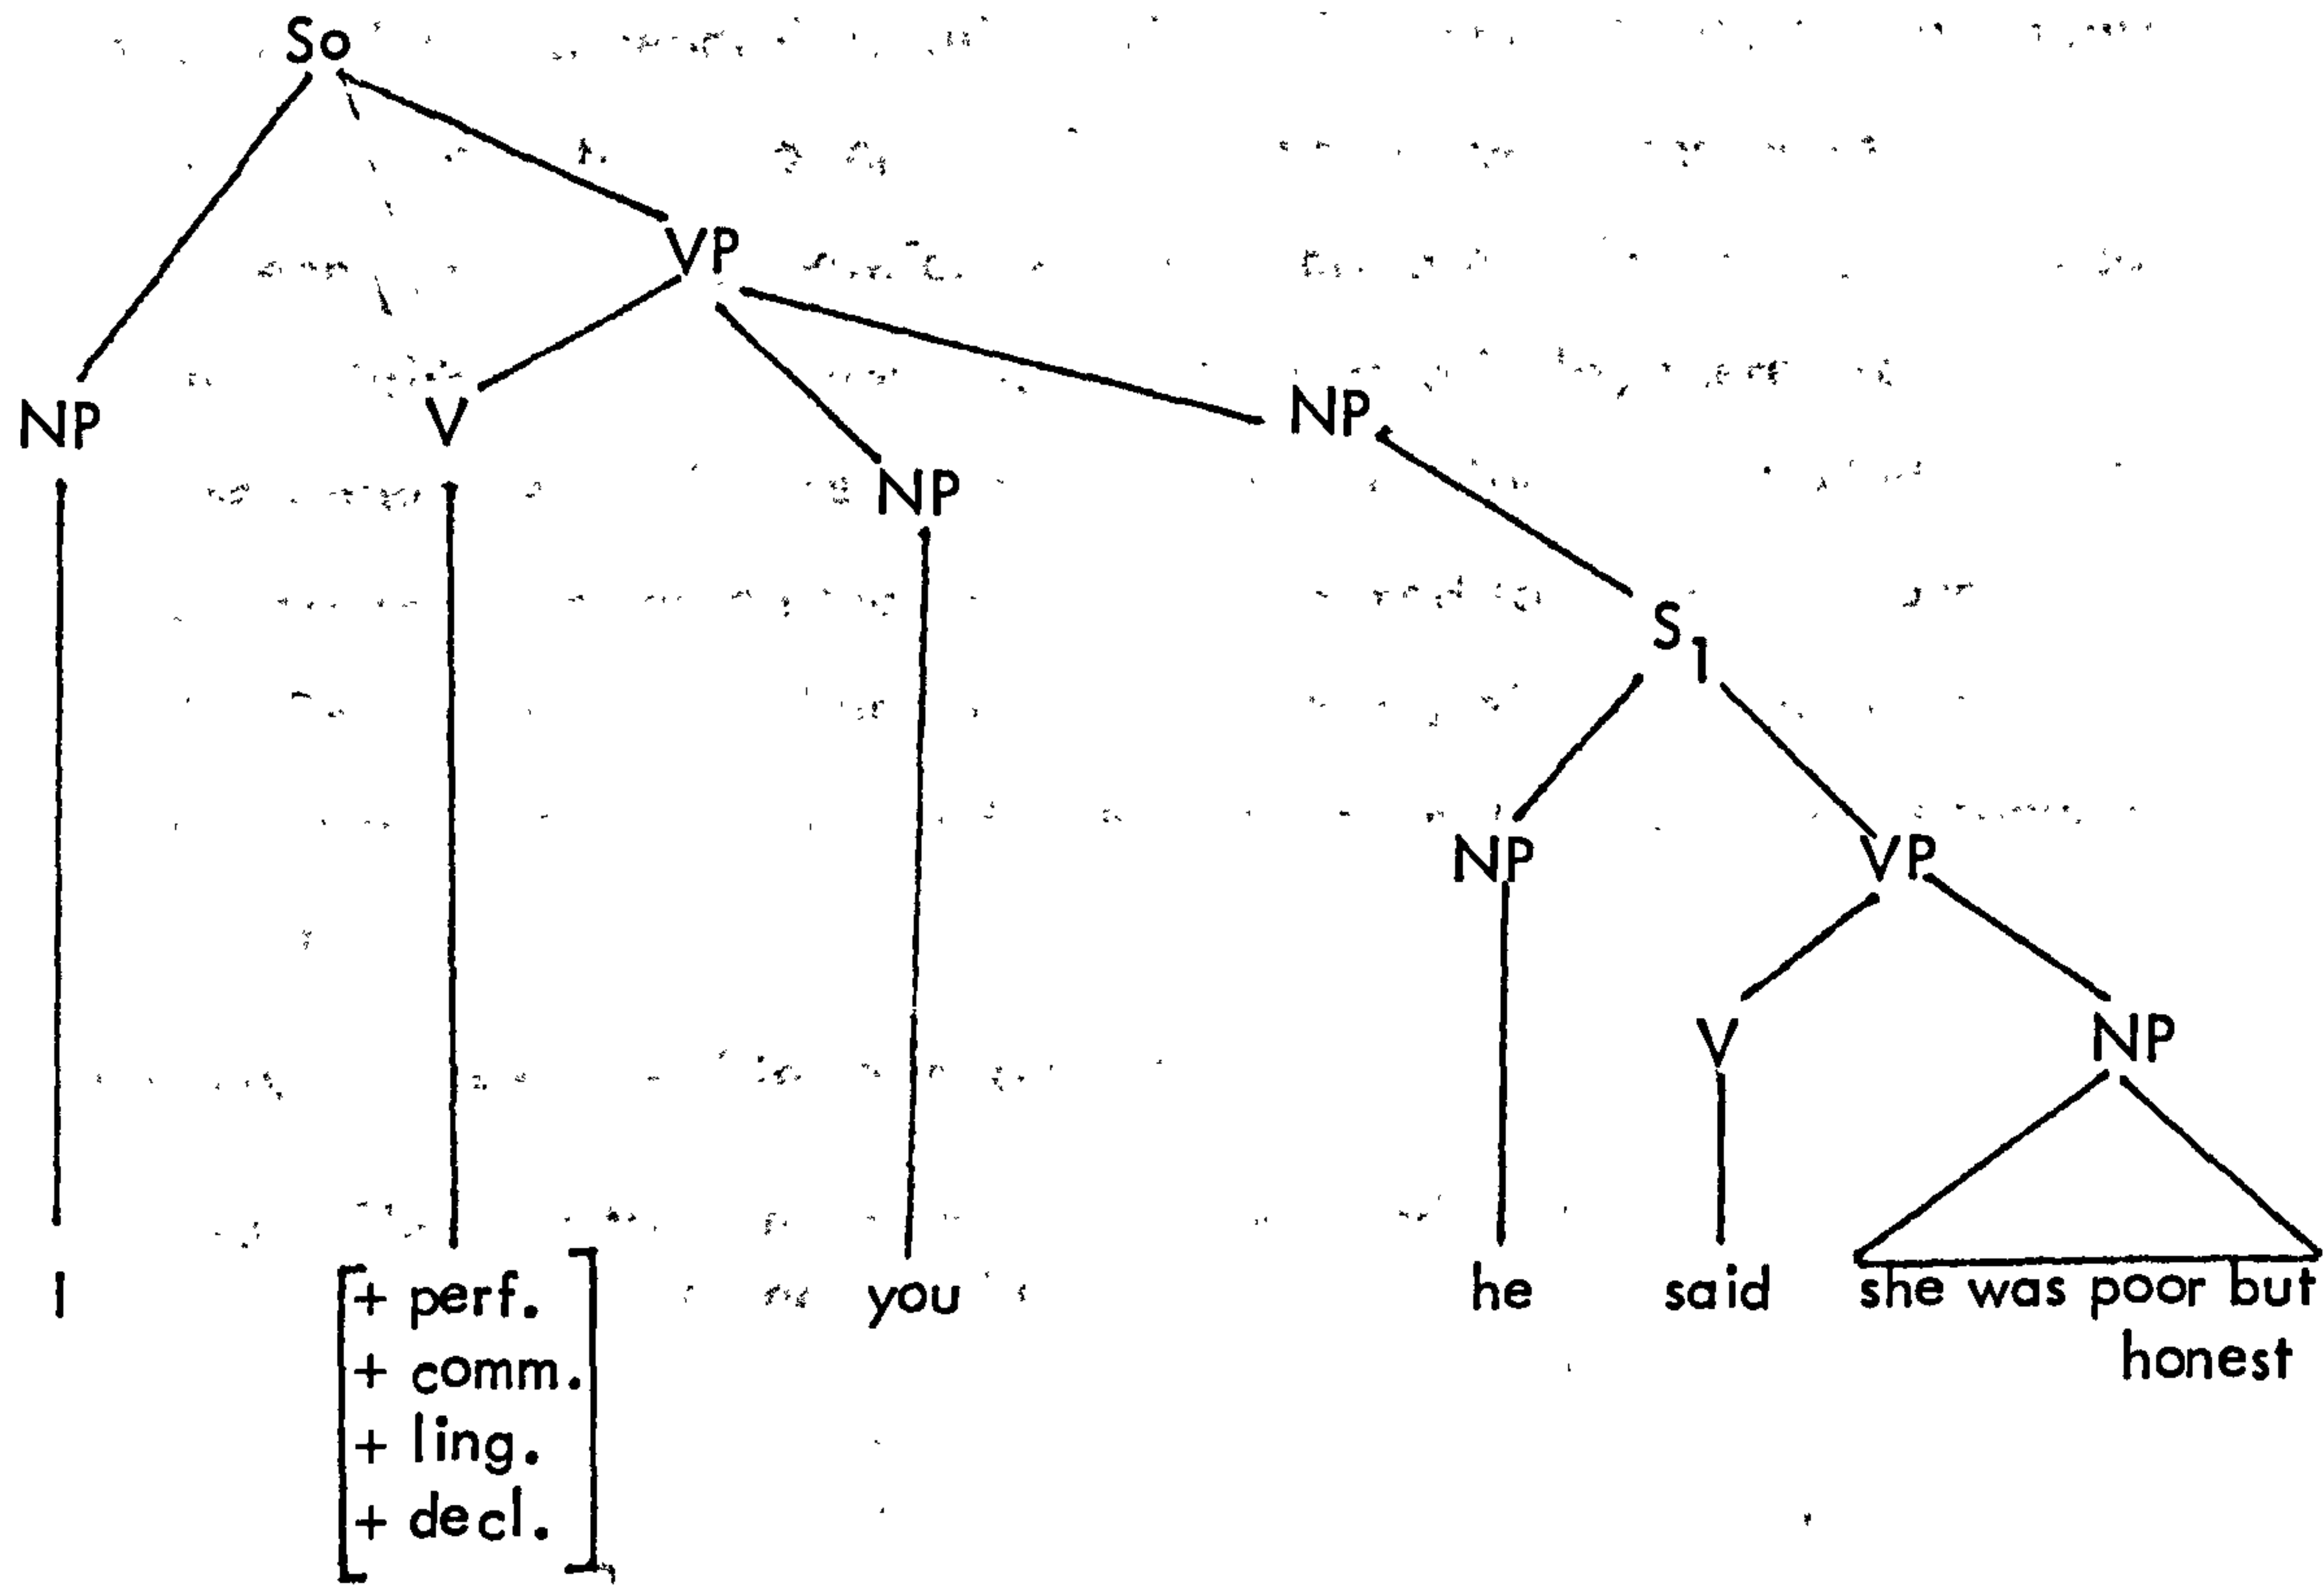 So
VP
NP V NP
NP
S1
NP VP
V NP
I + perf. you he said she was poor but
honest
+ comm.
+ ling.
+ decl.